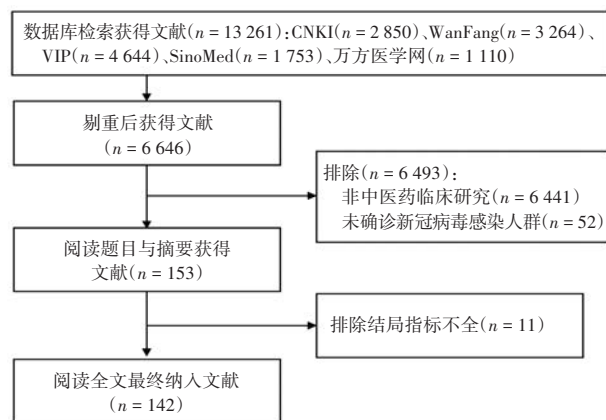 数据库检索获得文献(n = 13 261)：CNKI(n = 2 850)、WanFang(n = 3 264)、
VIP(n = 4 644)、SinoMed(n = 1 753)、万方医学网(n = 1 110)
剔重后获得文献
(n = 6 646)
排除(n = 6 493)：
非中医药临床研究(n = 6 441)
未确诊新冠病毒感染人群(n = 52)
阅读题目与摘要获得
文献(n = 153)
排除结局指标不全(n = 11)
阅读全文最终纳入文献
(n = 142)